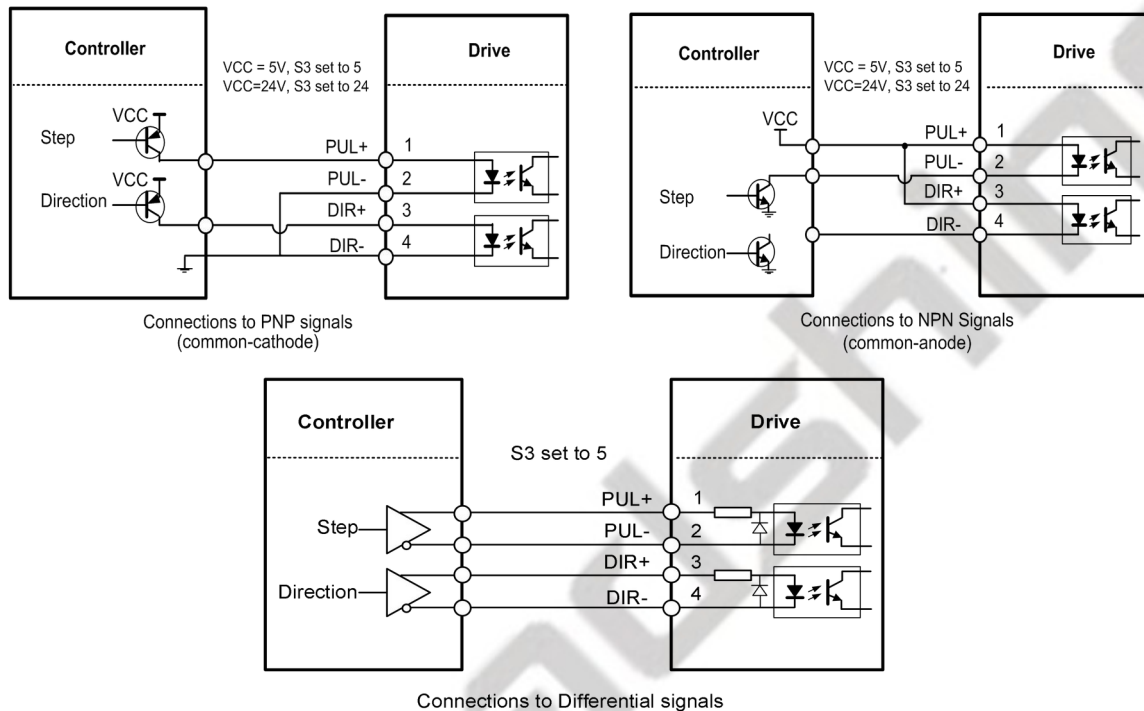 Controller
Drive
VCC = 5V, S3 set to 5
VCC=24V, S3 set to 24
VCC
Step
PUL+
1
PUL-
2
VCC
Direction
DIR+
3
DIR-
4
Connections to PNP signals
(common-cathode)
Controller
Drive
VCC = 5V, S3 set to 5
VCC=24V, S3 set to 24
VCC
PUL+
1
PUL-
2
Step
DIR+
3
DIR-
4
Direction
Connections to NPN Signals
(common-anode)
Controller
Drive
S3 set to 5
PUL+
1
Step
PUL-
2
DIR+
3
Direction
DIR-
4
Connections to Differential signals